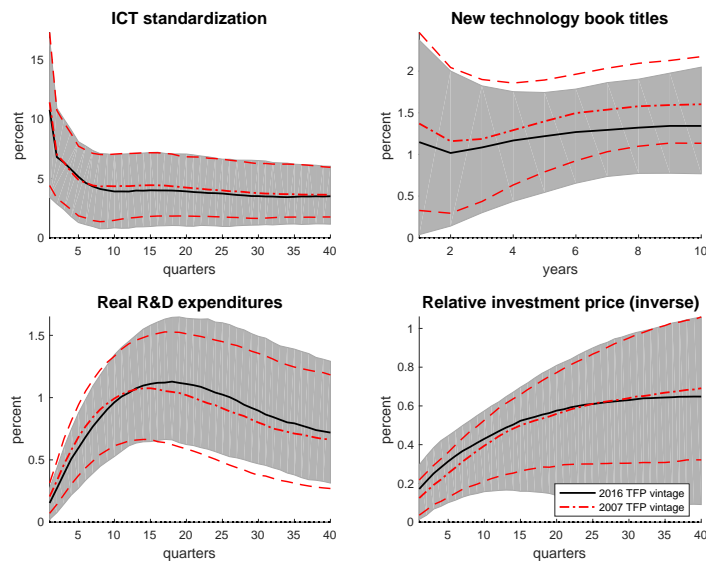 ICT standardization
percent
15
10
5
0
5 10 15 20 25 30 35 40
quarters
New technology book titles
percent
2
1.5
1
0.5
0
2 4 6 8 10
years
Real R&D expenditures
percent
1.5
1
0.5
0
5 10 15 20 25 30 35 40
quarters
Relative investment price (inverse)
percent
1
0.8
0.6
0.4
0.2
0
5 10 15 20 25 30 35 40
quarters
2016 TFP vintage
2007 TFP vintage